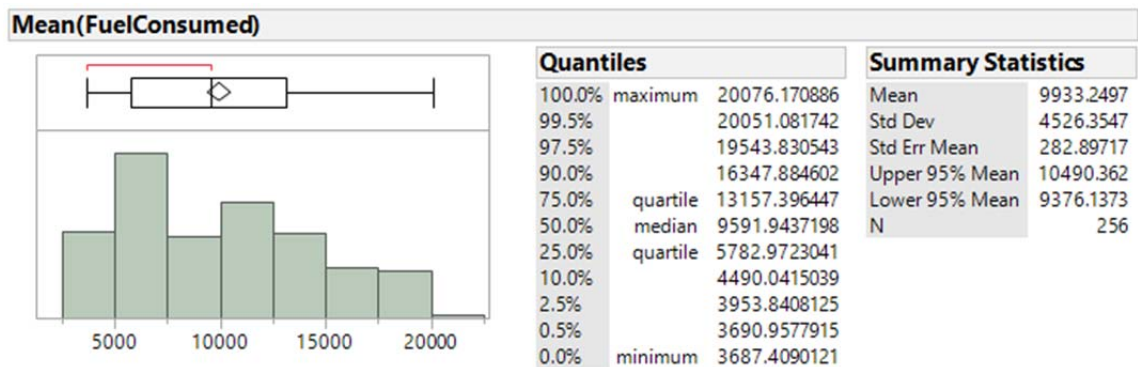 Mean(FuelConsumed)
5000 10000 15000 20000
Quantiles
100.0% maximum 20076.170886
99.5% 20051.081742
97.5% 19543.830543
90.0% 16347.884602
75.0% quartile 13157.396447
50.0% median 9591.9437198
25.0% quartile 5782.9723041
10.0% 4490.0415039
2.5% 3953.8408125
0.5% 3690.9577915
0.0% minimum 3687.4090121
Summary Statistics
Mean 9933.2497
Std Dev 4526.3547
Std Err Mean 282.89717
Upper 95% Mean 10490.362
Lower 95% Mean 9376.1373
N 256